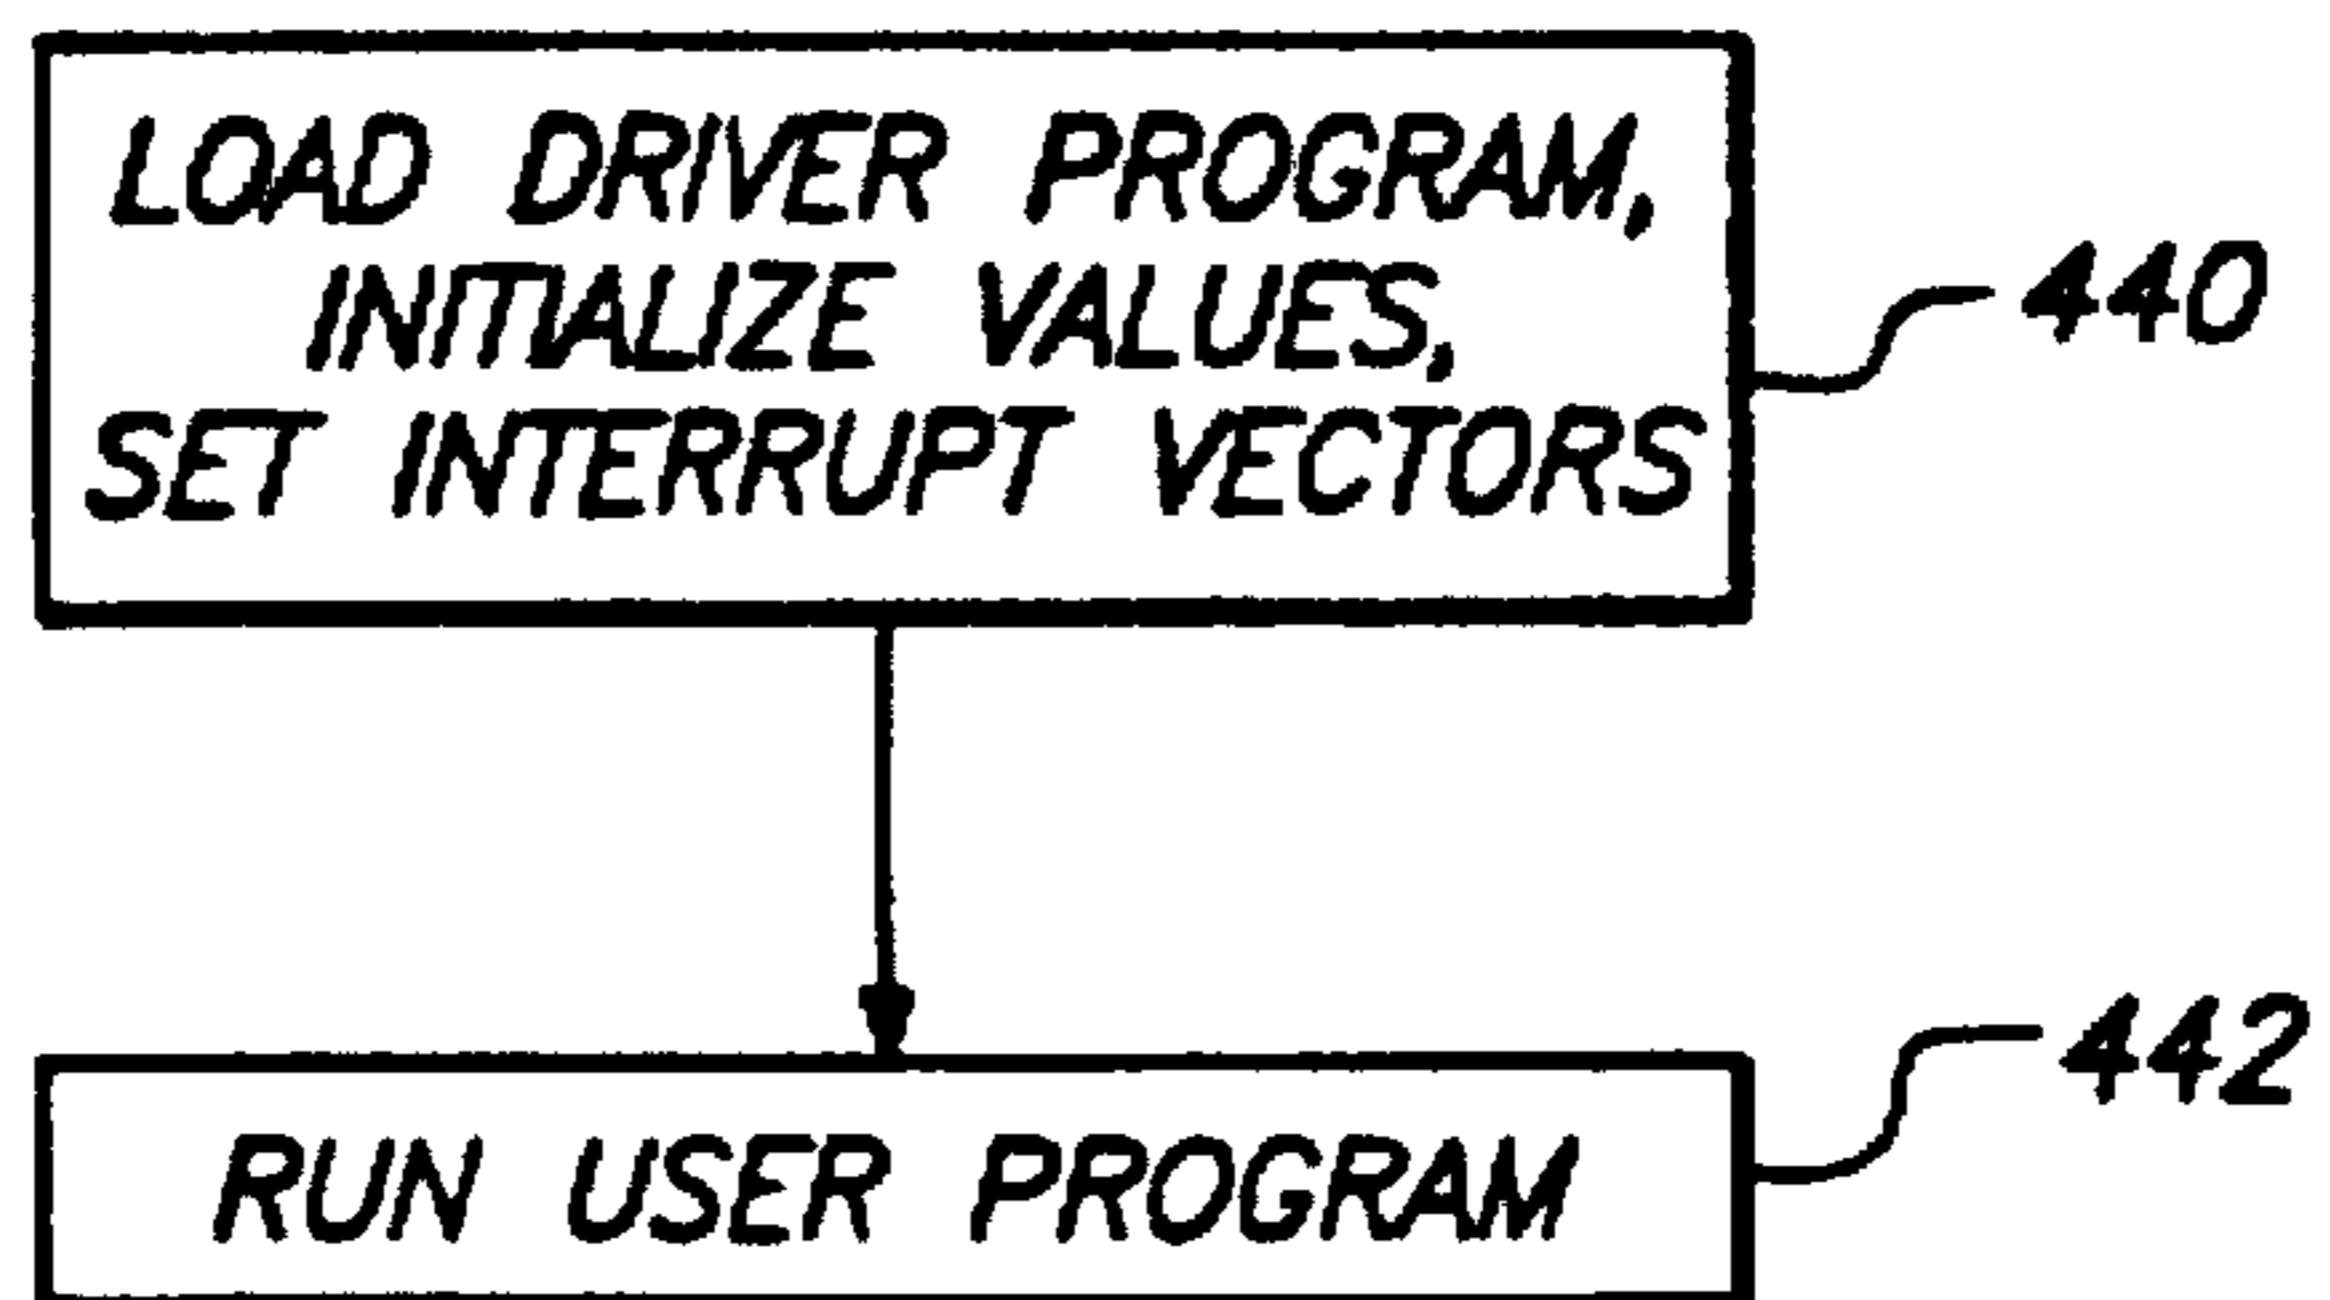 LOAD DRIVER PROGRAM,
INITIALIZE VALUES,
SET INTERRUPT VECTORS
440
442
RUN USER PROGRAM